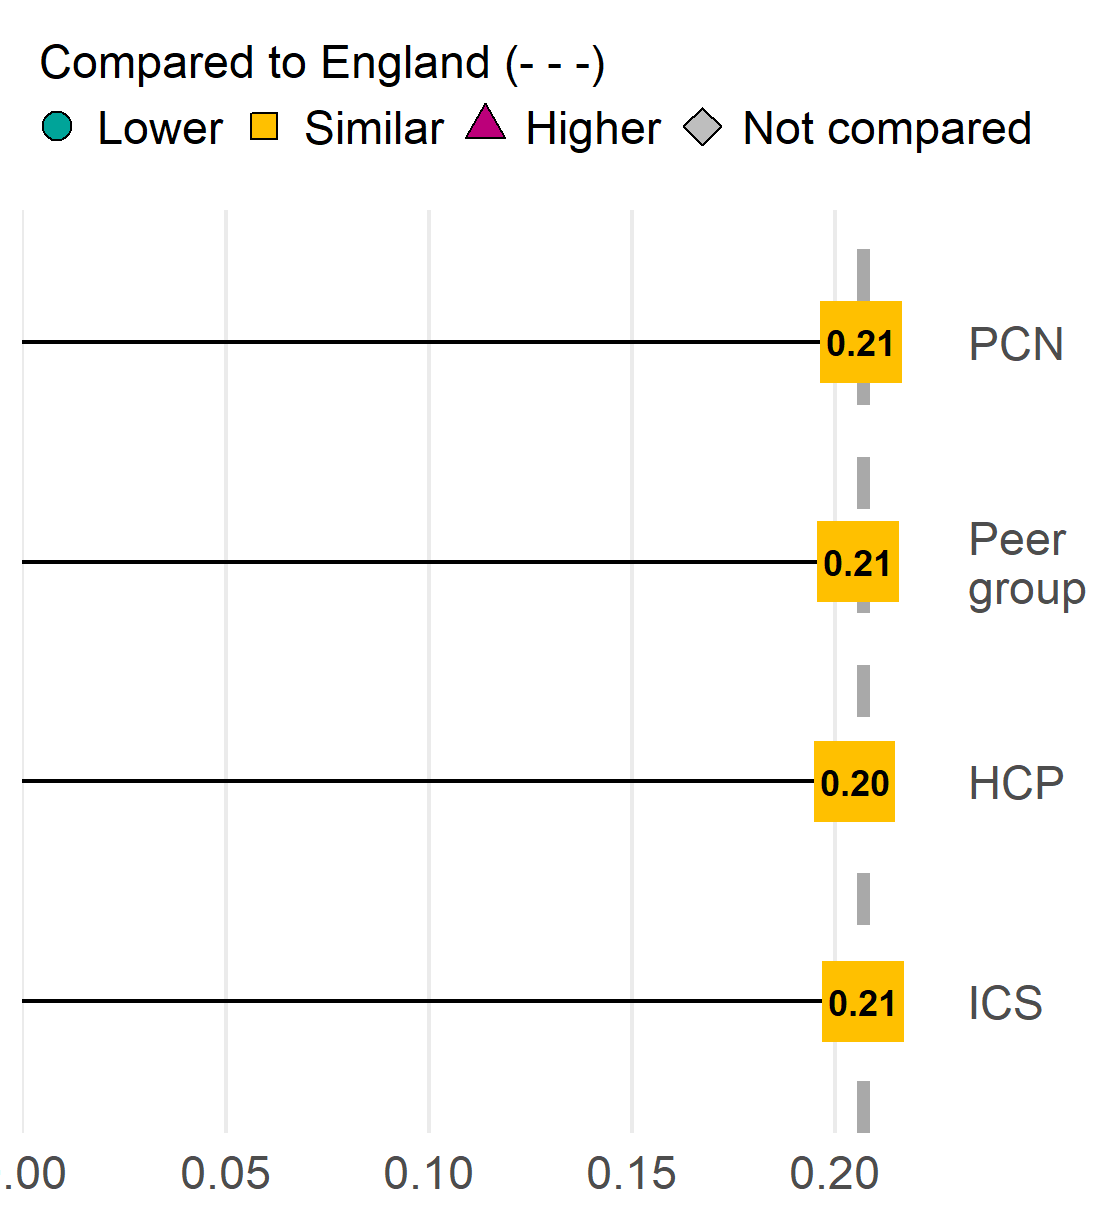 Compared to England (- - -)
Lower Similar Higher Not compared
0.21 PCN
0.21 Peer group
0.20 HCP
0.21 ICS
.00 0.05 0.10 0.15 0.20